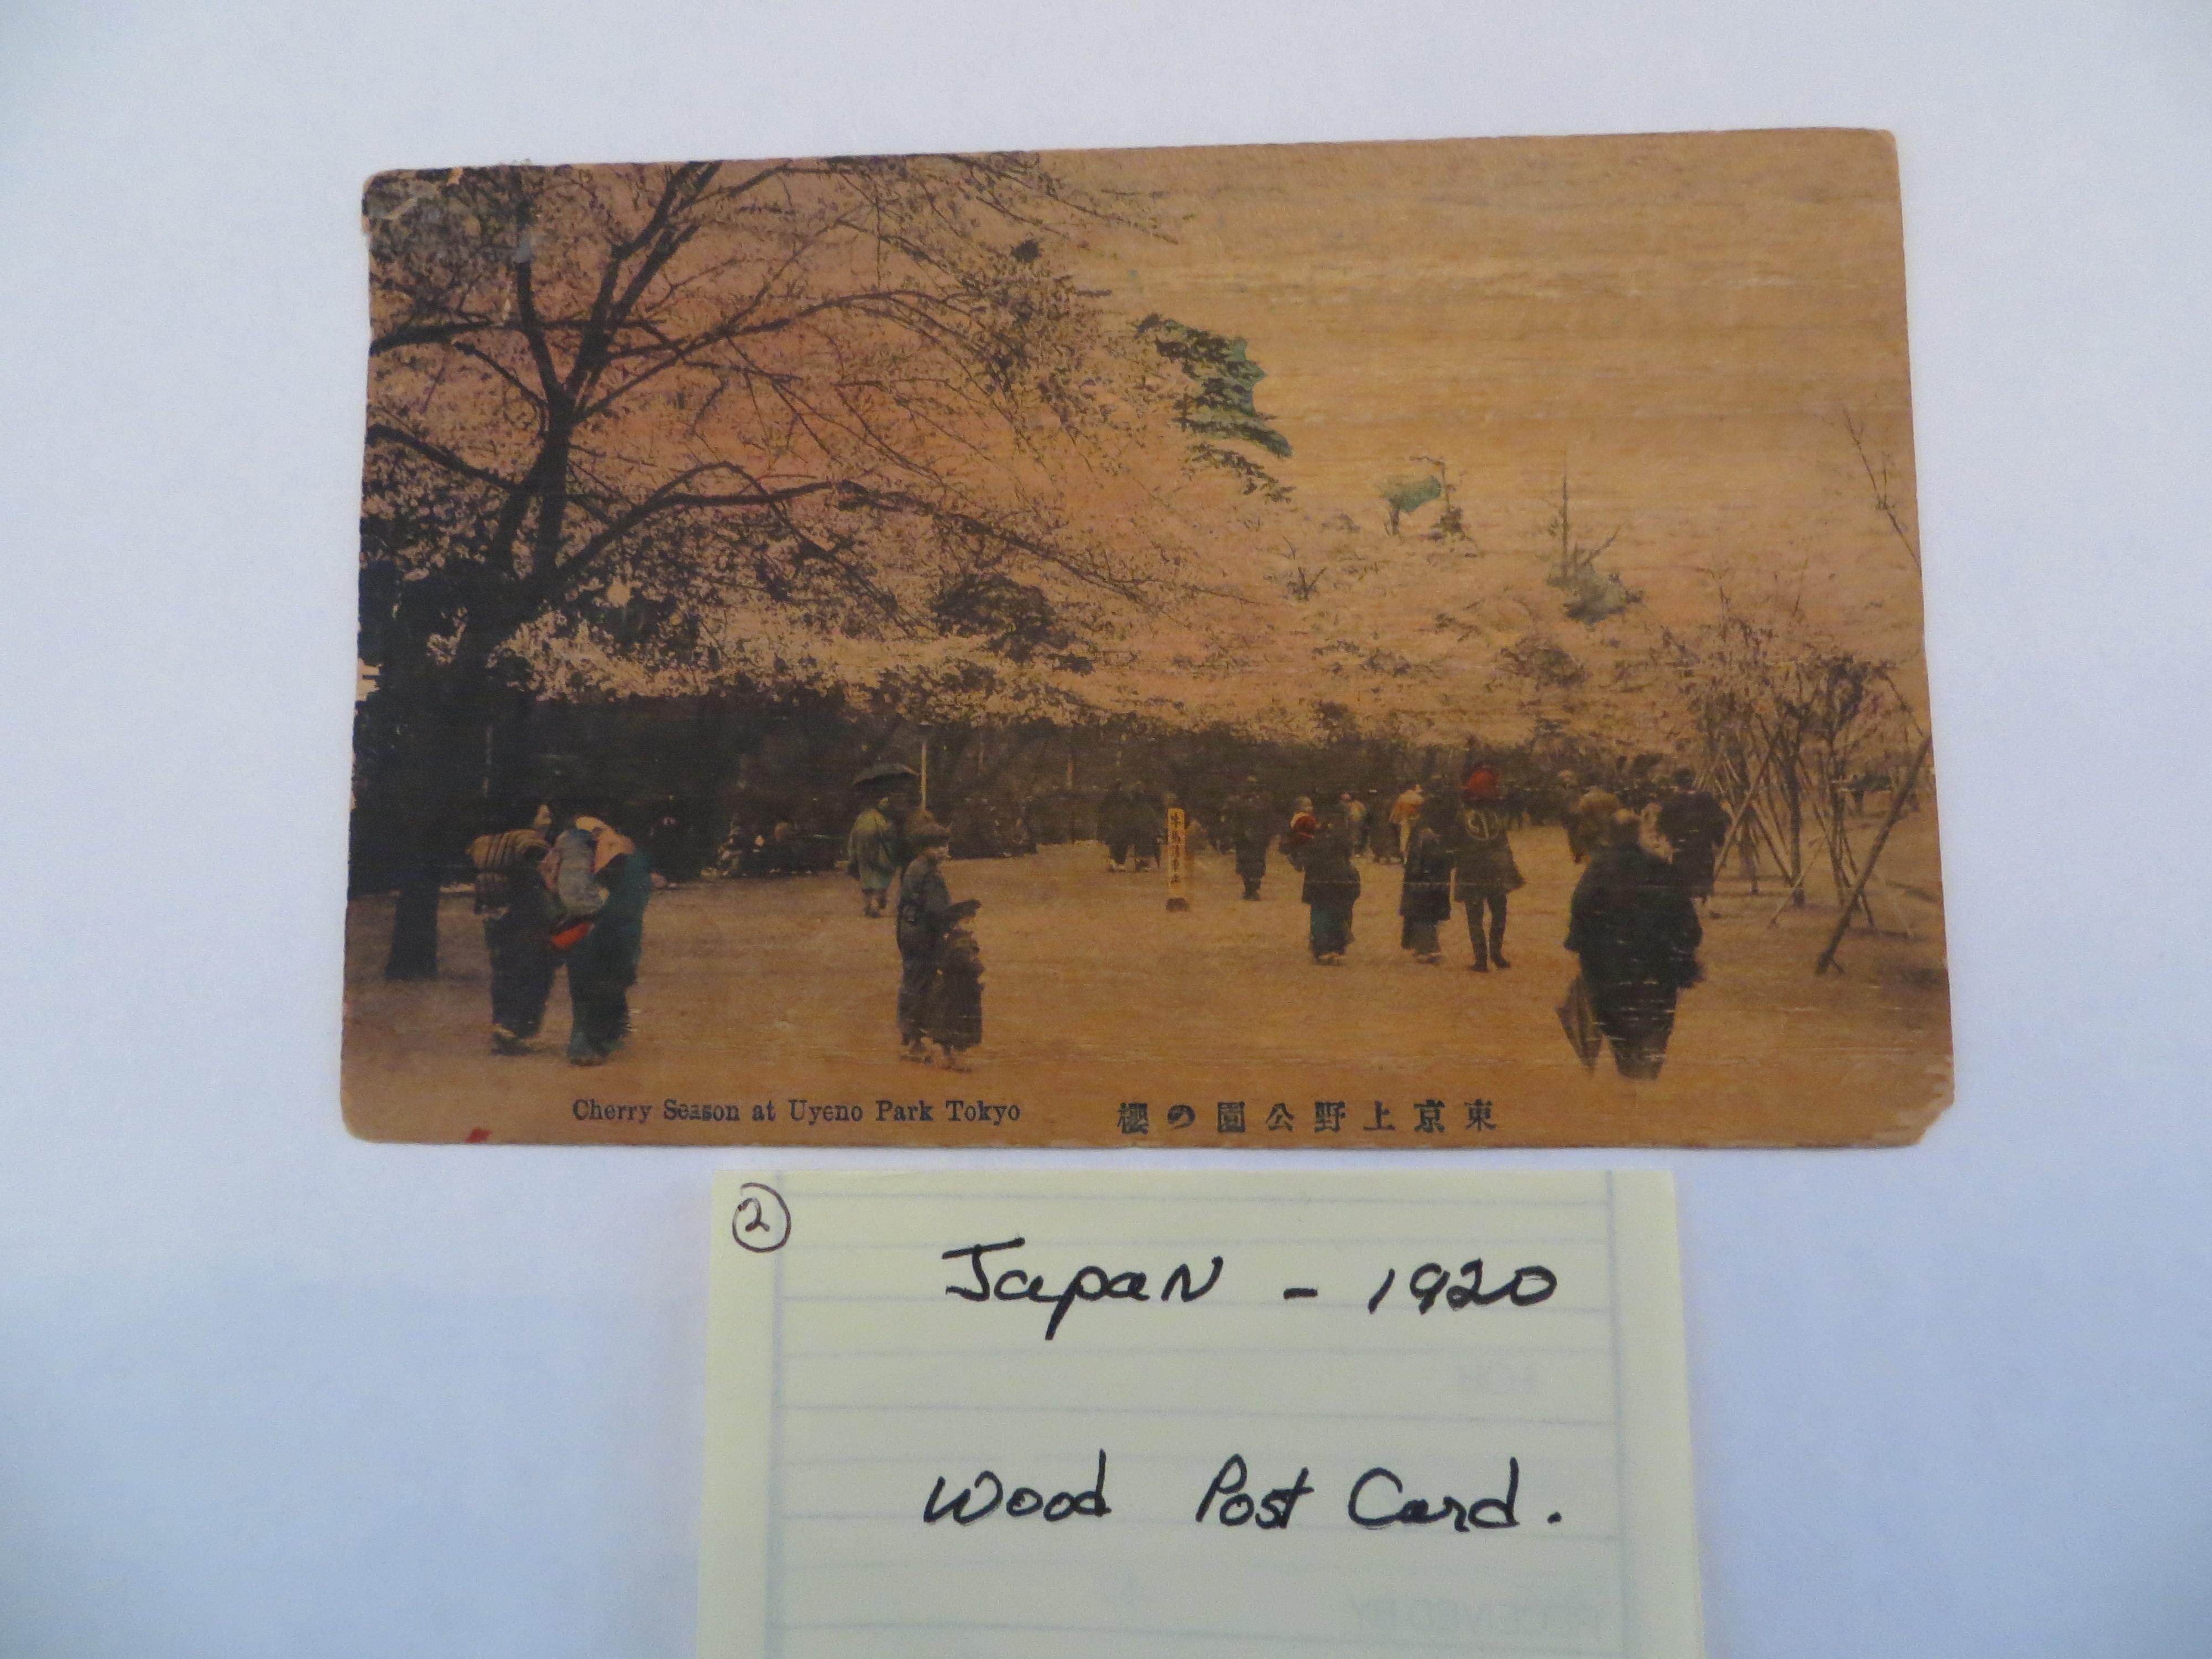 Cherry Season at Uyeno Park Tokyo
櫻の園公野上京東
2
Japan - 1920
Wood Post Card.